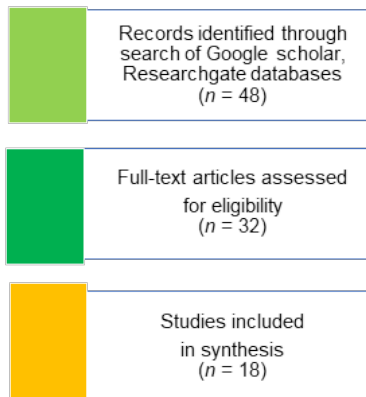 Records identified through
search of Google scholar,
Researchgate databases
(n = 48)
Full-text articles assessed
for eligibility
(n = 32)
Studies included
in synthesis
(n = 18)